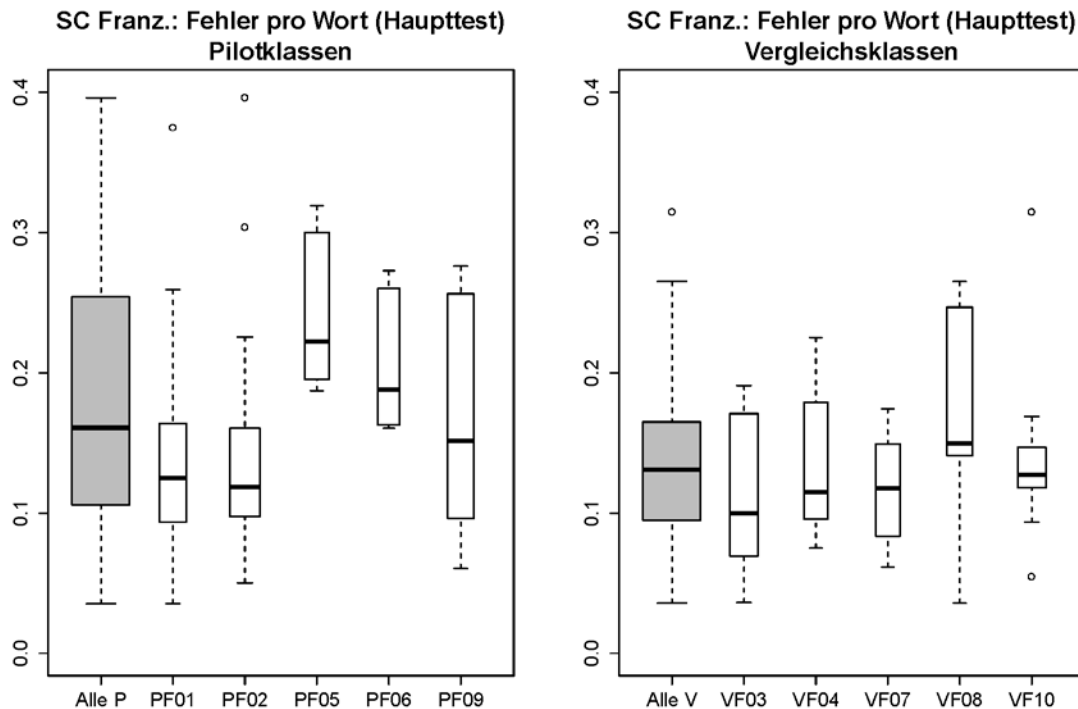 SC Franz.: Fehler pro Wort (Haupttest)
Pilotklassen
0.4
0.3
0.2
0.1
0.0
Alle P PF01 PF02 PF05 PF06 PF09
SC Franz.: Fehler pro Wort (Haupttest)
Vergleichsklassen
0.4
0.3
0.2
0.1
0.0
Alle V VF03 VF04 VF07 VF08 VF10